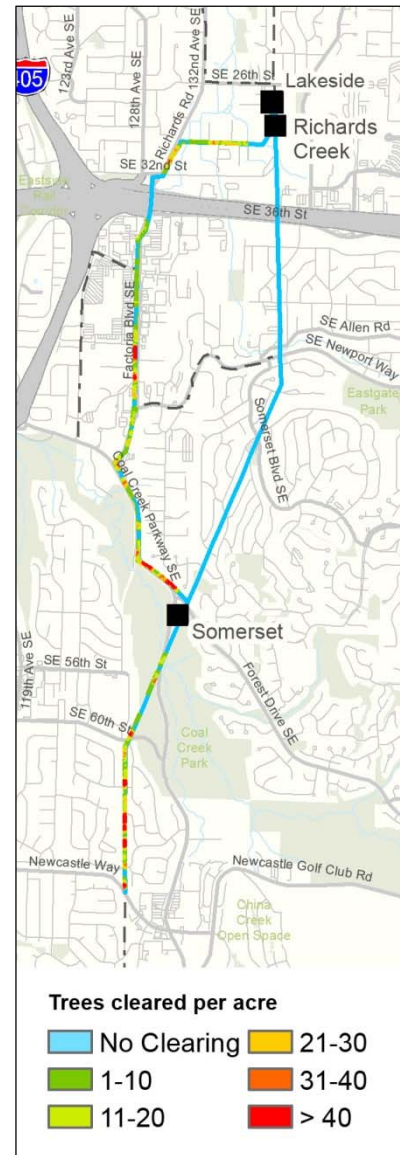 405
123rd Ave SE
128th Ave SE
132nd Ave SE
Richards Rd
SE 26th St
Lakeside
Richards
Creek
SE 32nd St
Eastside
Rail
SE 36th St
Factoria Blvd SE
SE Allen Rd
SE Newport Way
Eastgate
Park
Somerset Blvd SE
Coal Creek Parkway SE
Somerset
119th Ave SE
SE 56th St
SE 60th St
Forest Drive SE
Coal
Creek
Park
Newcastle Way
Newcastle Golf Club Rd
China
Creek
Open Space
Trees cleared per acre
No Clearing
1-10
11-20
21-30
31-40
> 40